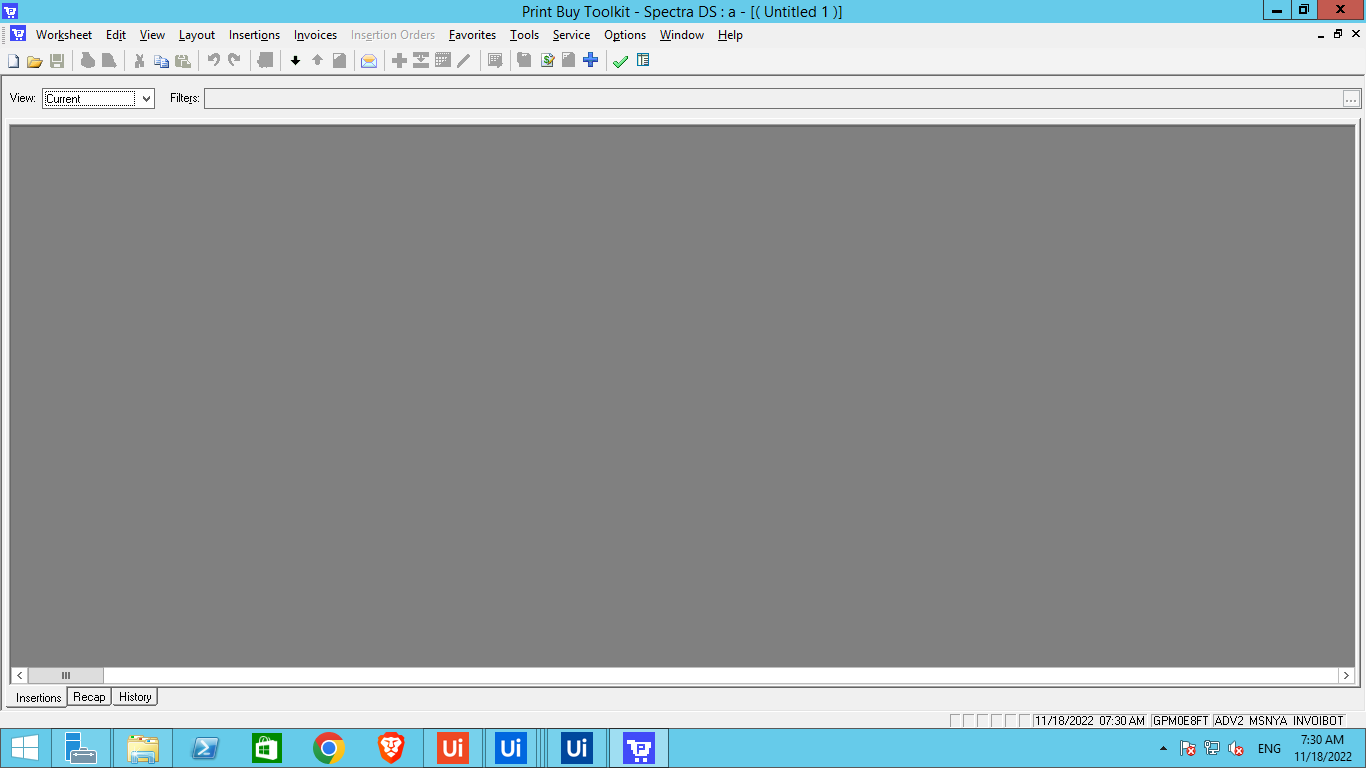 Print Buy Toolkit - Spectra DS : a - [( Untitled 1 )]
Worksheet Edit View Layout Insertions Invoices Insertion Orders Favorites Tools Service Options Window Help
View: Current Filters: ...
Insertions Recap History
11/18/2022 07:30 AM GPM0E8FT ADV2 MSNYA INVOIBOT
Ui Ui Ui ENG 7:30 AM
11/18/2022